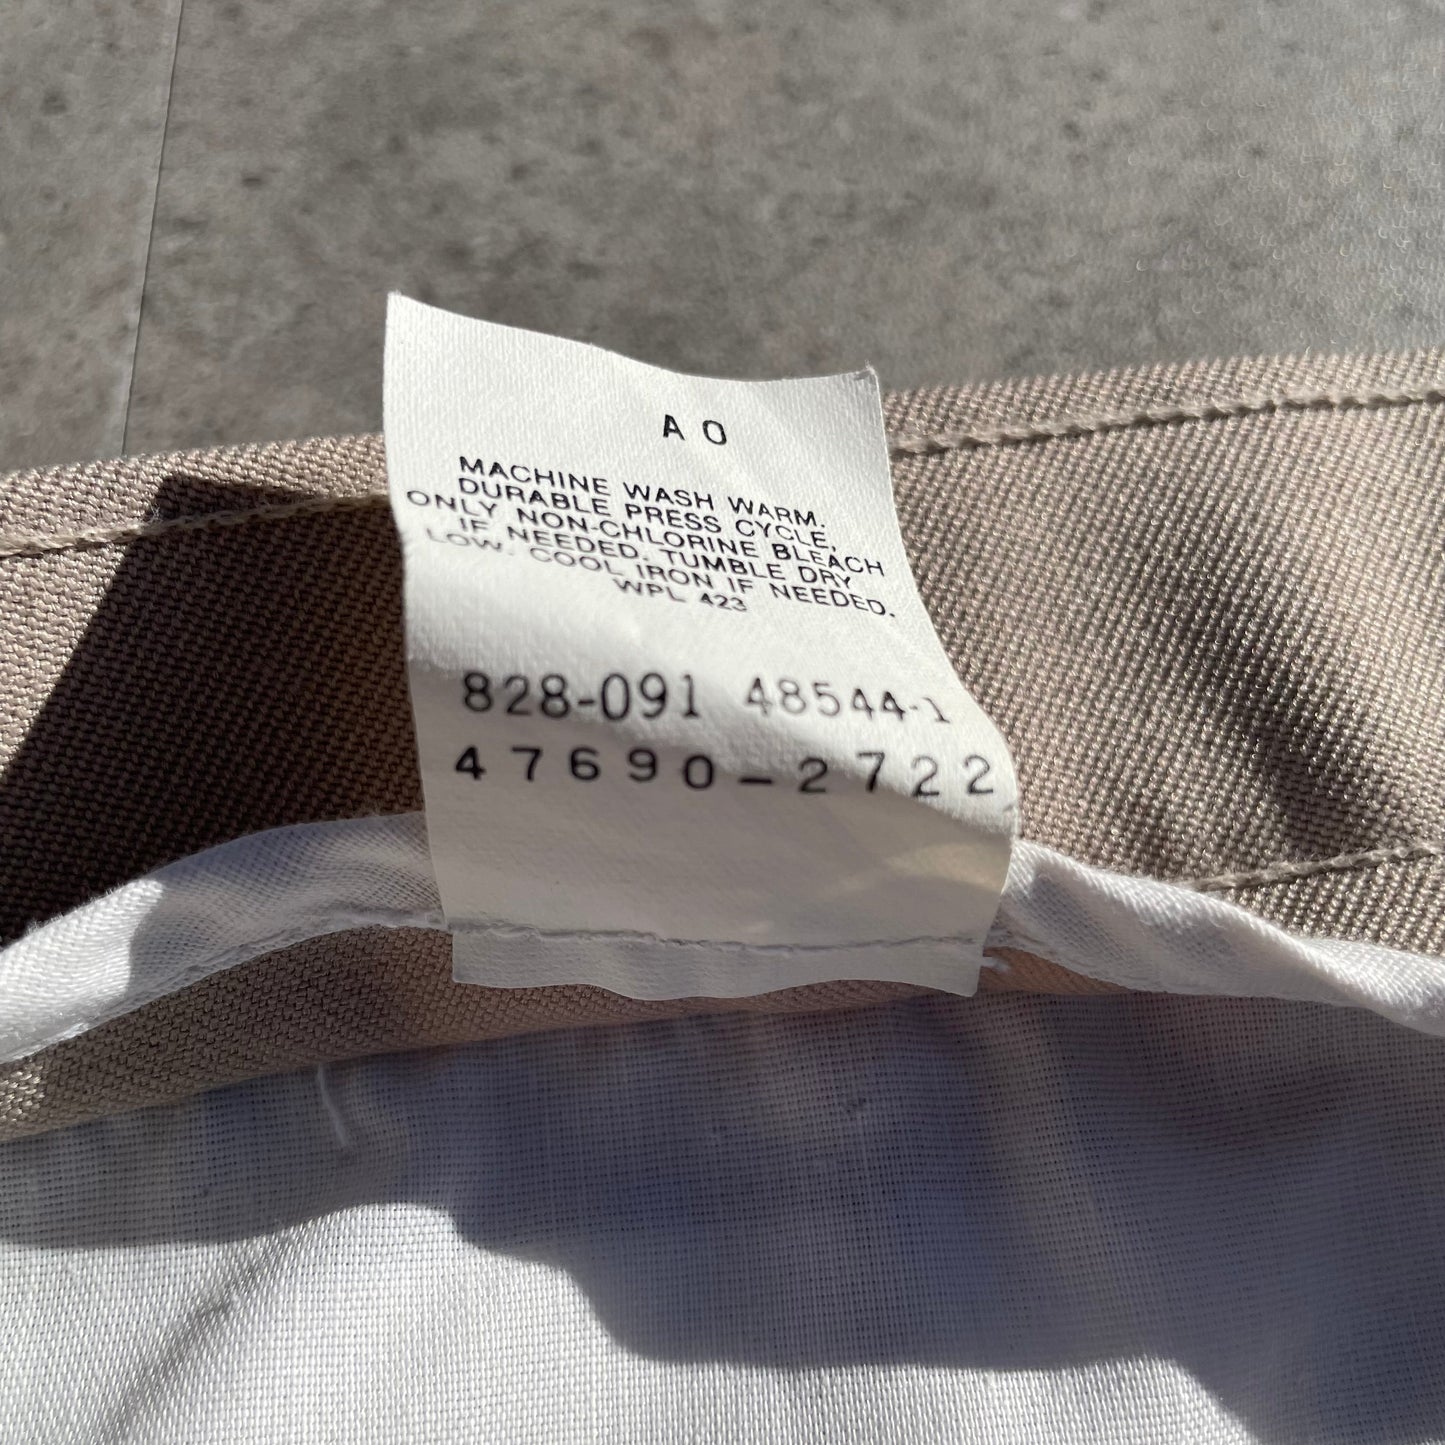 A O
MACHINE WASH WARM.
DURABLE PRESS CYCLE.
ONLY NON-CHLORINE BLEACH
IF NEEDED. TUMBLE DRY
LOW. COOL IRON IF NEEDED.
WPL 423
828-091 48544-1
47690-2722